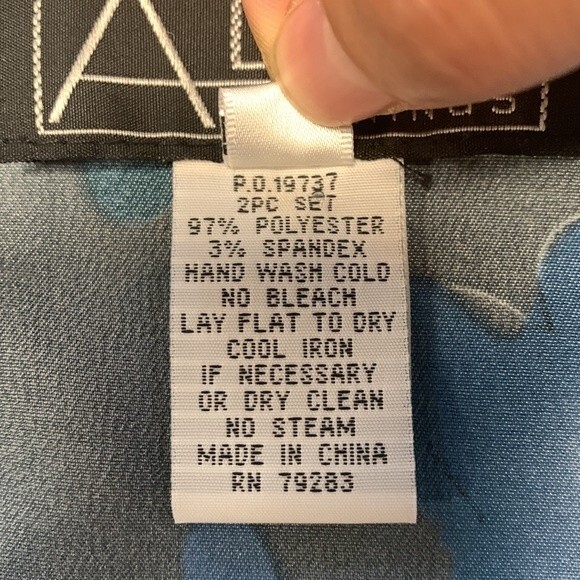 P.O.19737
2PC SET
97% POLYESTER
3% SPANDEX
HAND WASH COLD
NO BLEACH
LAY FLAT TO DRY
COOL IRON
IF NECESSARY
OR DRY CLEAN
NO STEAM
MADE IN CHINA
RN 79283